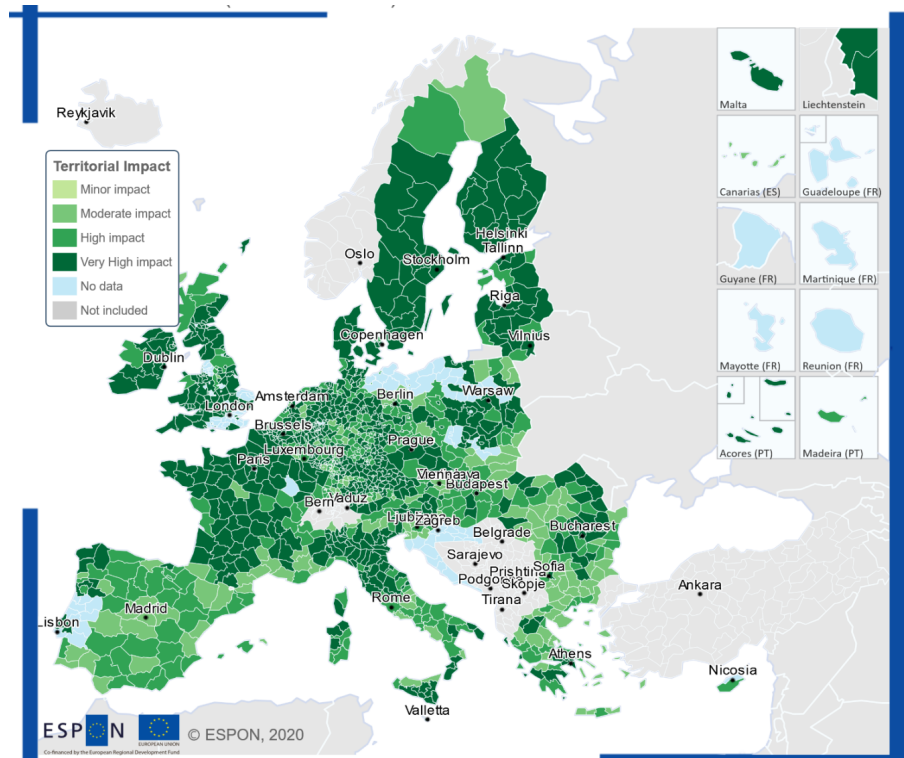 Reykjavik
Territorial Impact
Minor impact
Moderate impact
High impact
Very High impact
No data
Not included
Malta
Liechtenstein
Canarias (ES)
Guadeloupe (FR)
Guyane (FR)
Martinique (FR)
Mayotte (FR)
Reunion (FR)
Acores (PT)
Madeira (PT)
Oslo
Helsinki
Tallinn
Stockholm
Riga
Copenhagen
Vilnius
Dublin
London
Amsterdam
Berlin
Warsaw
Brussels
Prague
Luxembourg
Paris
Vienna
Budapest
Bern
Vaduz
Zagreb
Belgrade
Bucharest
Sarajevo
Sofia
Skopje
Tirana
Rome
Madrid
Lisbon
Ankara
Athens
Nicosia
Valletta
ESPON
EUROPEAN UNION
© ESPON, 2020
Co-financed by the European Regional Development Fund